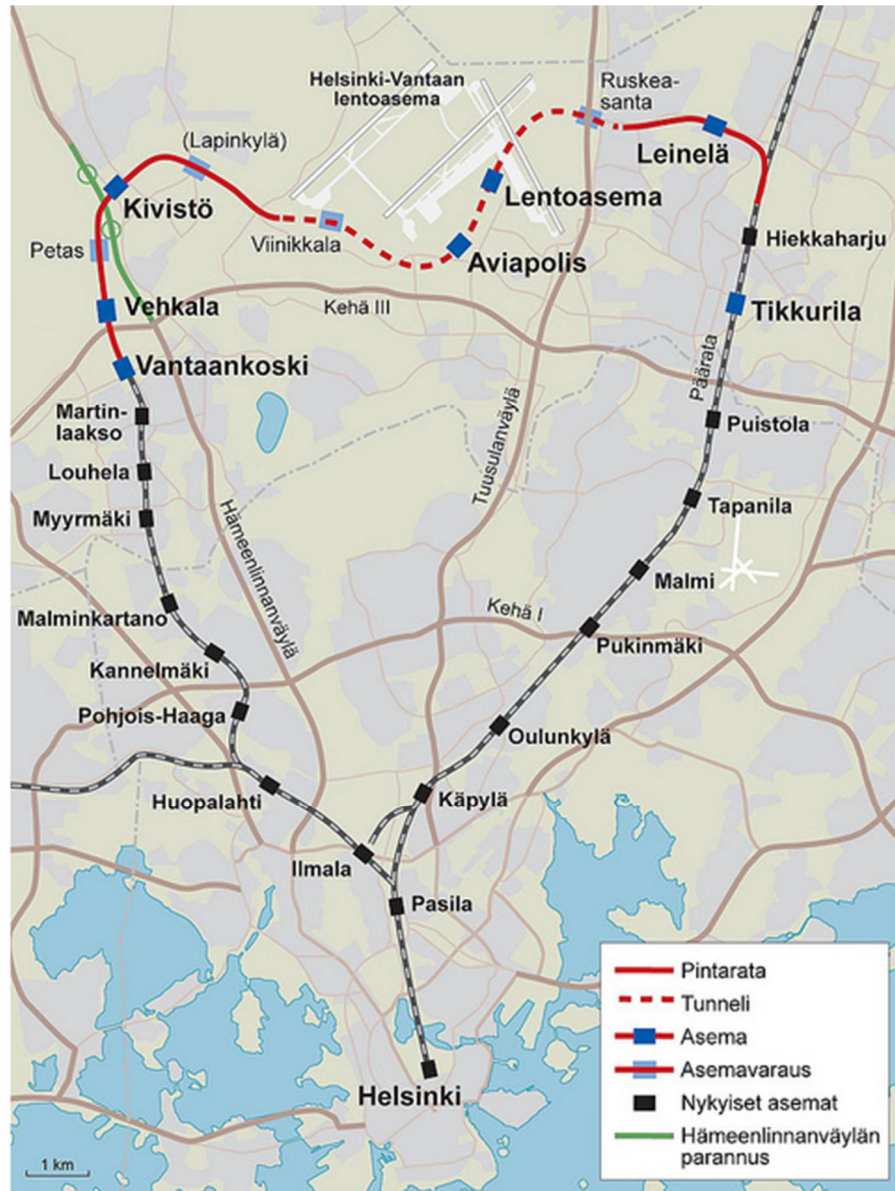 Helsinki-Vantaan
lentoasema
Ruskea-
santa
(Lapinkylä)
Leinelä
Kivistö
Lentoasema
Petas
Viinikkala
Aviapolis
Hiekkaharju
Vehkala
Kehä III
Tikkurila
Vantaankoski
Päärata
Martin-
laakso
Puistola
Louhela
Tuusulanväylä
Tapanila
Myyrmäki
Hämeenlinnanväylä
Malmi
Malminkartano
Kehä I
Pukinmäki
Kannelmäki
Pohjois-Haaga
Oulunkylä
Huopalahti
Käpylä
Ilmala
Pasila
Helsinki
Pintarata
Tunneli
Asema
Asemavaraus
Nykyiset asemat
Hämeenlinnanväylän
parannus
1 km